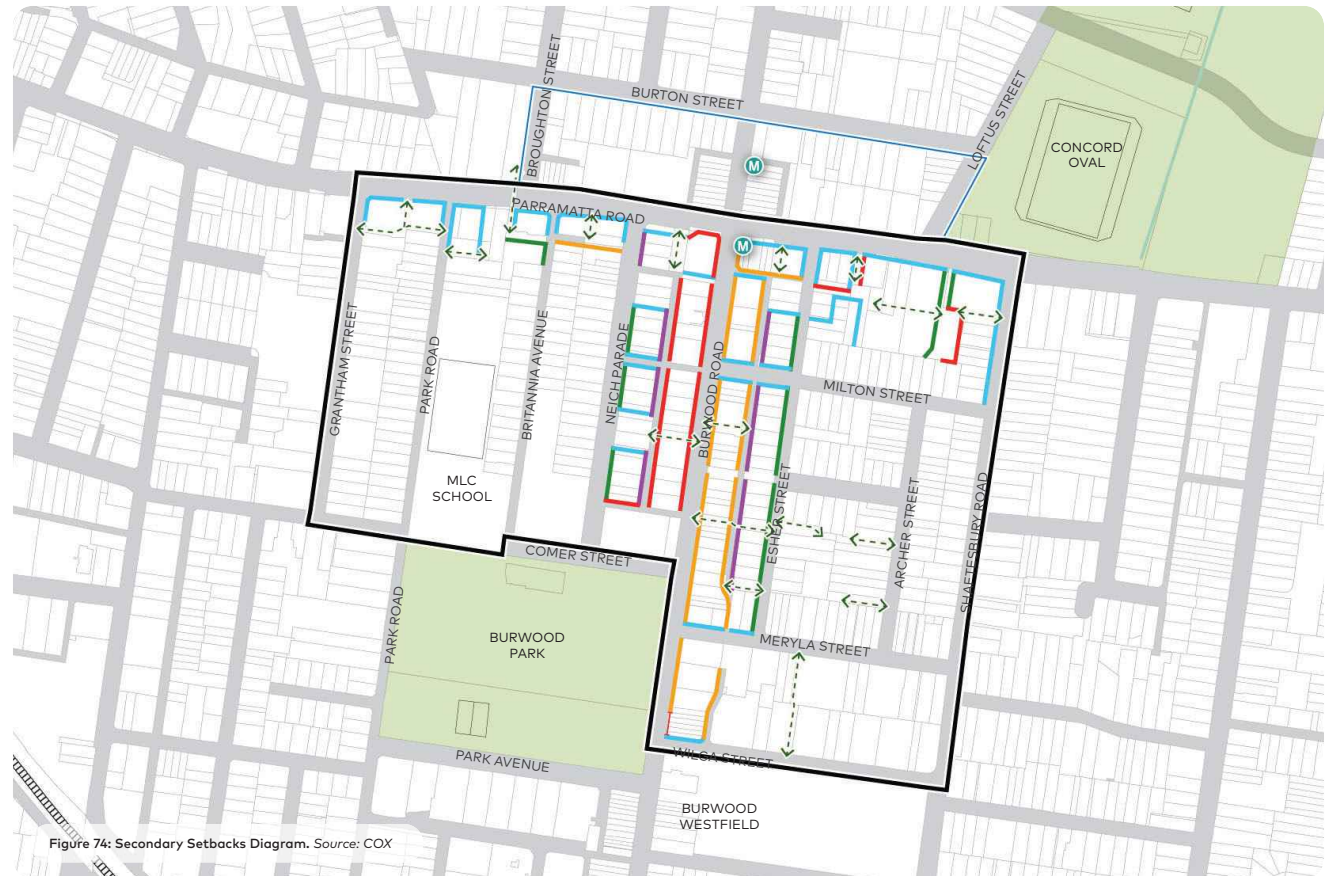 BROUGHTON STREET
BURTON STREET
LOFTUS STREET
CONCORD
OVAL
M
PARRAMATTA ROAD
M
GRANTHAM STREET
PARK ROAD
BRITANNIA AVENUE
NEICH PARADE
BURWOOD ROAD
MILTON STREET
MLC
SCHOOL
ESHER STREET
ARCHER STREET
SHAFTESBURY ROAD
COMER STREET
PARK ROAD
BURWOOD
PARK
MERYLA STREET
PARK AVENUE
WILGA STREET
BURWOOD
WESTFIELD
Figure 74: Secondary Setbacks Diagram. Source: COX